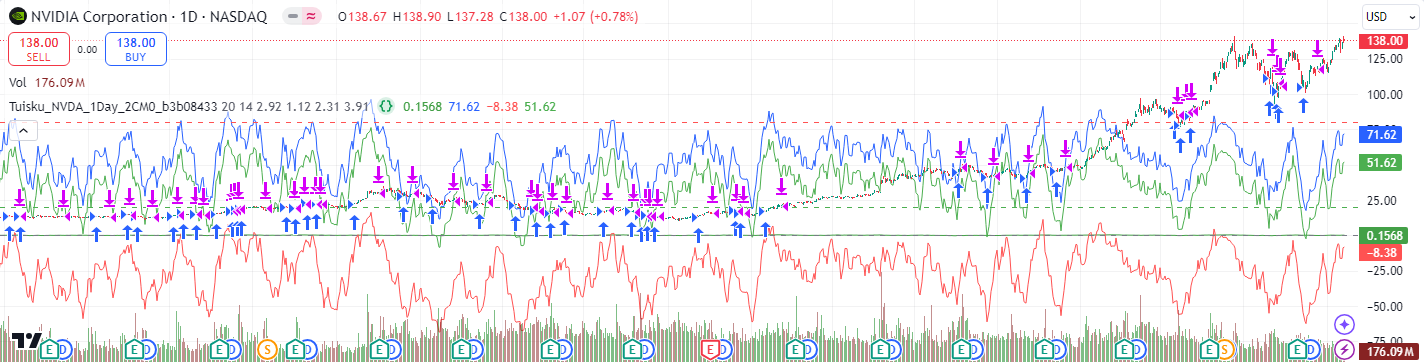 NVIDIA Corporation · 1D · NASDAQ O138.67 H138.90 L137.28 C138.00 +1.07 (+0.78%) USD
138.00 SELL 0.00 138.00 BUY
138.00
125.00
Vol 176.09M
100.00
Tuisku_NVDA_1Day_2CM0_b3b08433 20 14 2.92 1.12 2.31 3.91 {} 0.1568 71.62 −8.38 51.62
71.62
51.62
25.00
0.1568
−8.38
−25.00
−50.00
E D E D E D S E D E D E D E D E D E D E D E D E D E D E S E D
176.09M